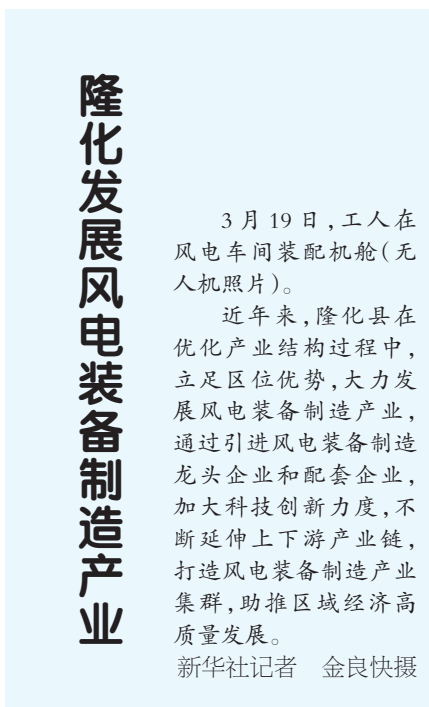 隆化发展风电装备制造产业
3月19日,工人在
风电车间装配机舱(无
人机照片)。
近年来,隆化县在
优化产业结构过程中,
立足区位优势,大力发
展风电装备制造产业,
通过引进风电装备制造
龙头企业和配套企业,
加大科技创新力度,不
断延伸上下游产业链,
打造风电装备制造产业
集群,助推区域经济高
质量发展。
新华社记者　金良快摄